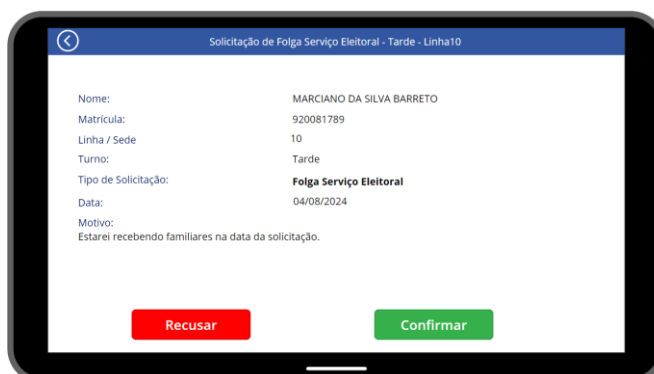 Solicitação de Folga Serviço Eleitoral - Tarde - Linha10
Nome: MARCIANO DA SILVA BARRETO
Matrícula: 920081789
Linha / Sede 10
Turno: Tarde
Tipo de Solicitação: Folga Serviço Eleitoral
Data: 04/08/2024
Motivo:
Estarei recebendo familiares na data da solicitação.
Recusar Confirmar